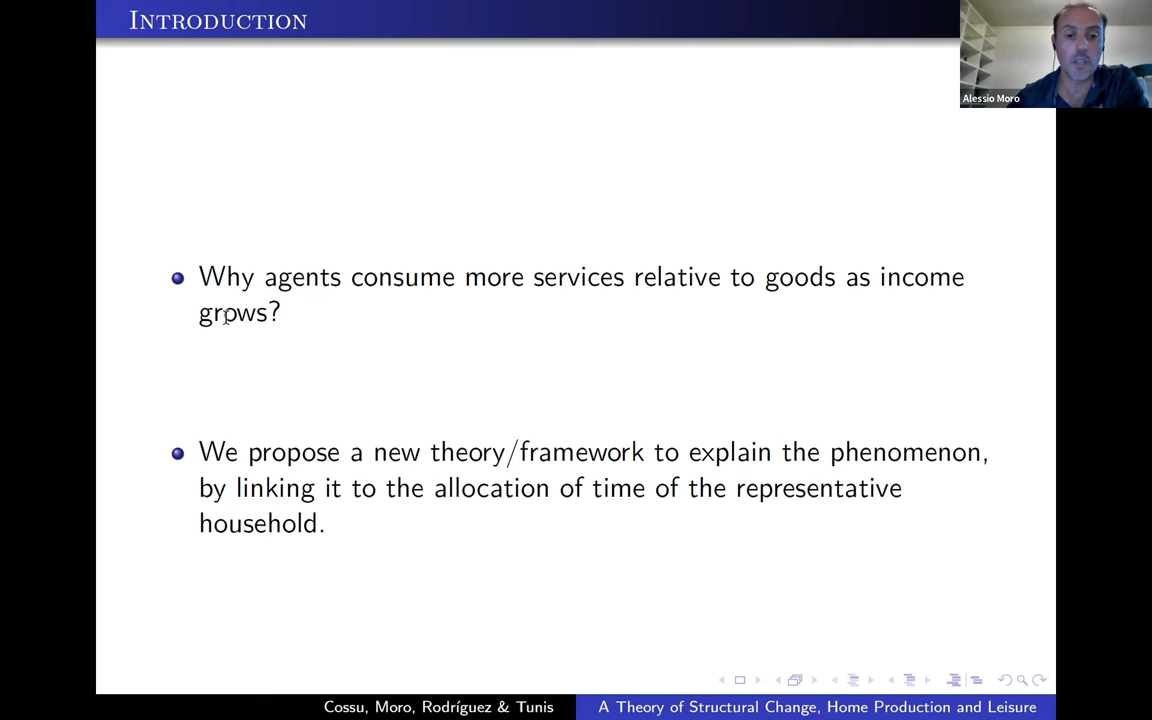 Introduction
Alessio Moro
Why agents consume more services relative to goods as income
grows?
We propose a new theory/framework to explain the phenomenon,
by linking it to the allocation of time of the representative
household.
Cossu, Moro, Rodríguez & Tunis
A Theory of Structural Change, Home Production and Leisure